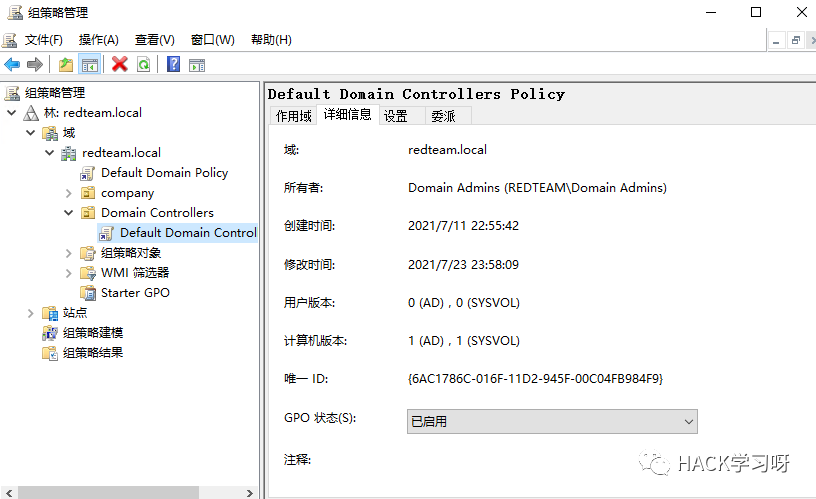 组策略管理
文件(F) 操作(A) 查看(V) 窗口(W) 帮助(H)
组策略管理
林: redteam.local
域
redteam.local
Default Domain Policy
company
Domain Controllers
Default Domain Control
组策略对象
WMI 筛选器
Starter GPO
站点
组策略建模
组策略结果
Default Domain Controllers Policy
作用域 详细信息 设置 委派
域: redteam.local
所有者: Domain Admins (REDTEAM\Domain Admins)
创建时间: 2021/7/11 22:55:42
修改时间: 2021/7/23 23:58:09
用户版本: 0 (AD)，0 (SYSVOL)
计算机版本: 1 (AD)，1 (SYSVOL)
唯一 ID: {6AC1786C-016F-11D2-945F-00C04FB984F9}
GPO 状态(S): 已启用
注释:
HACK学习呀